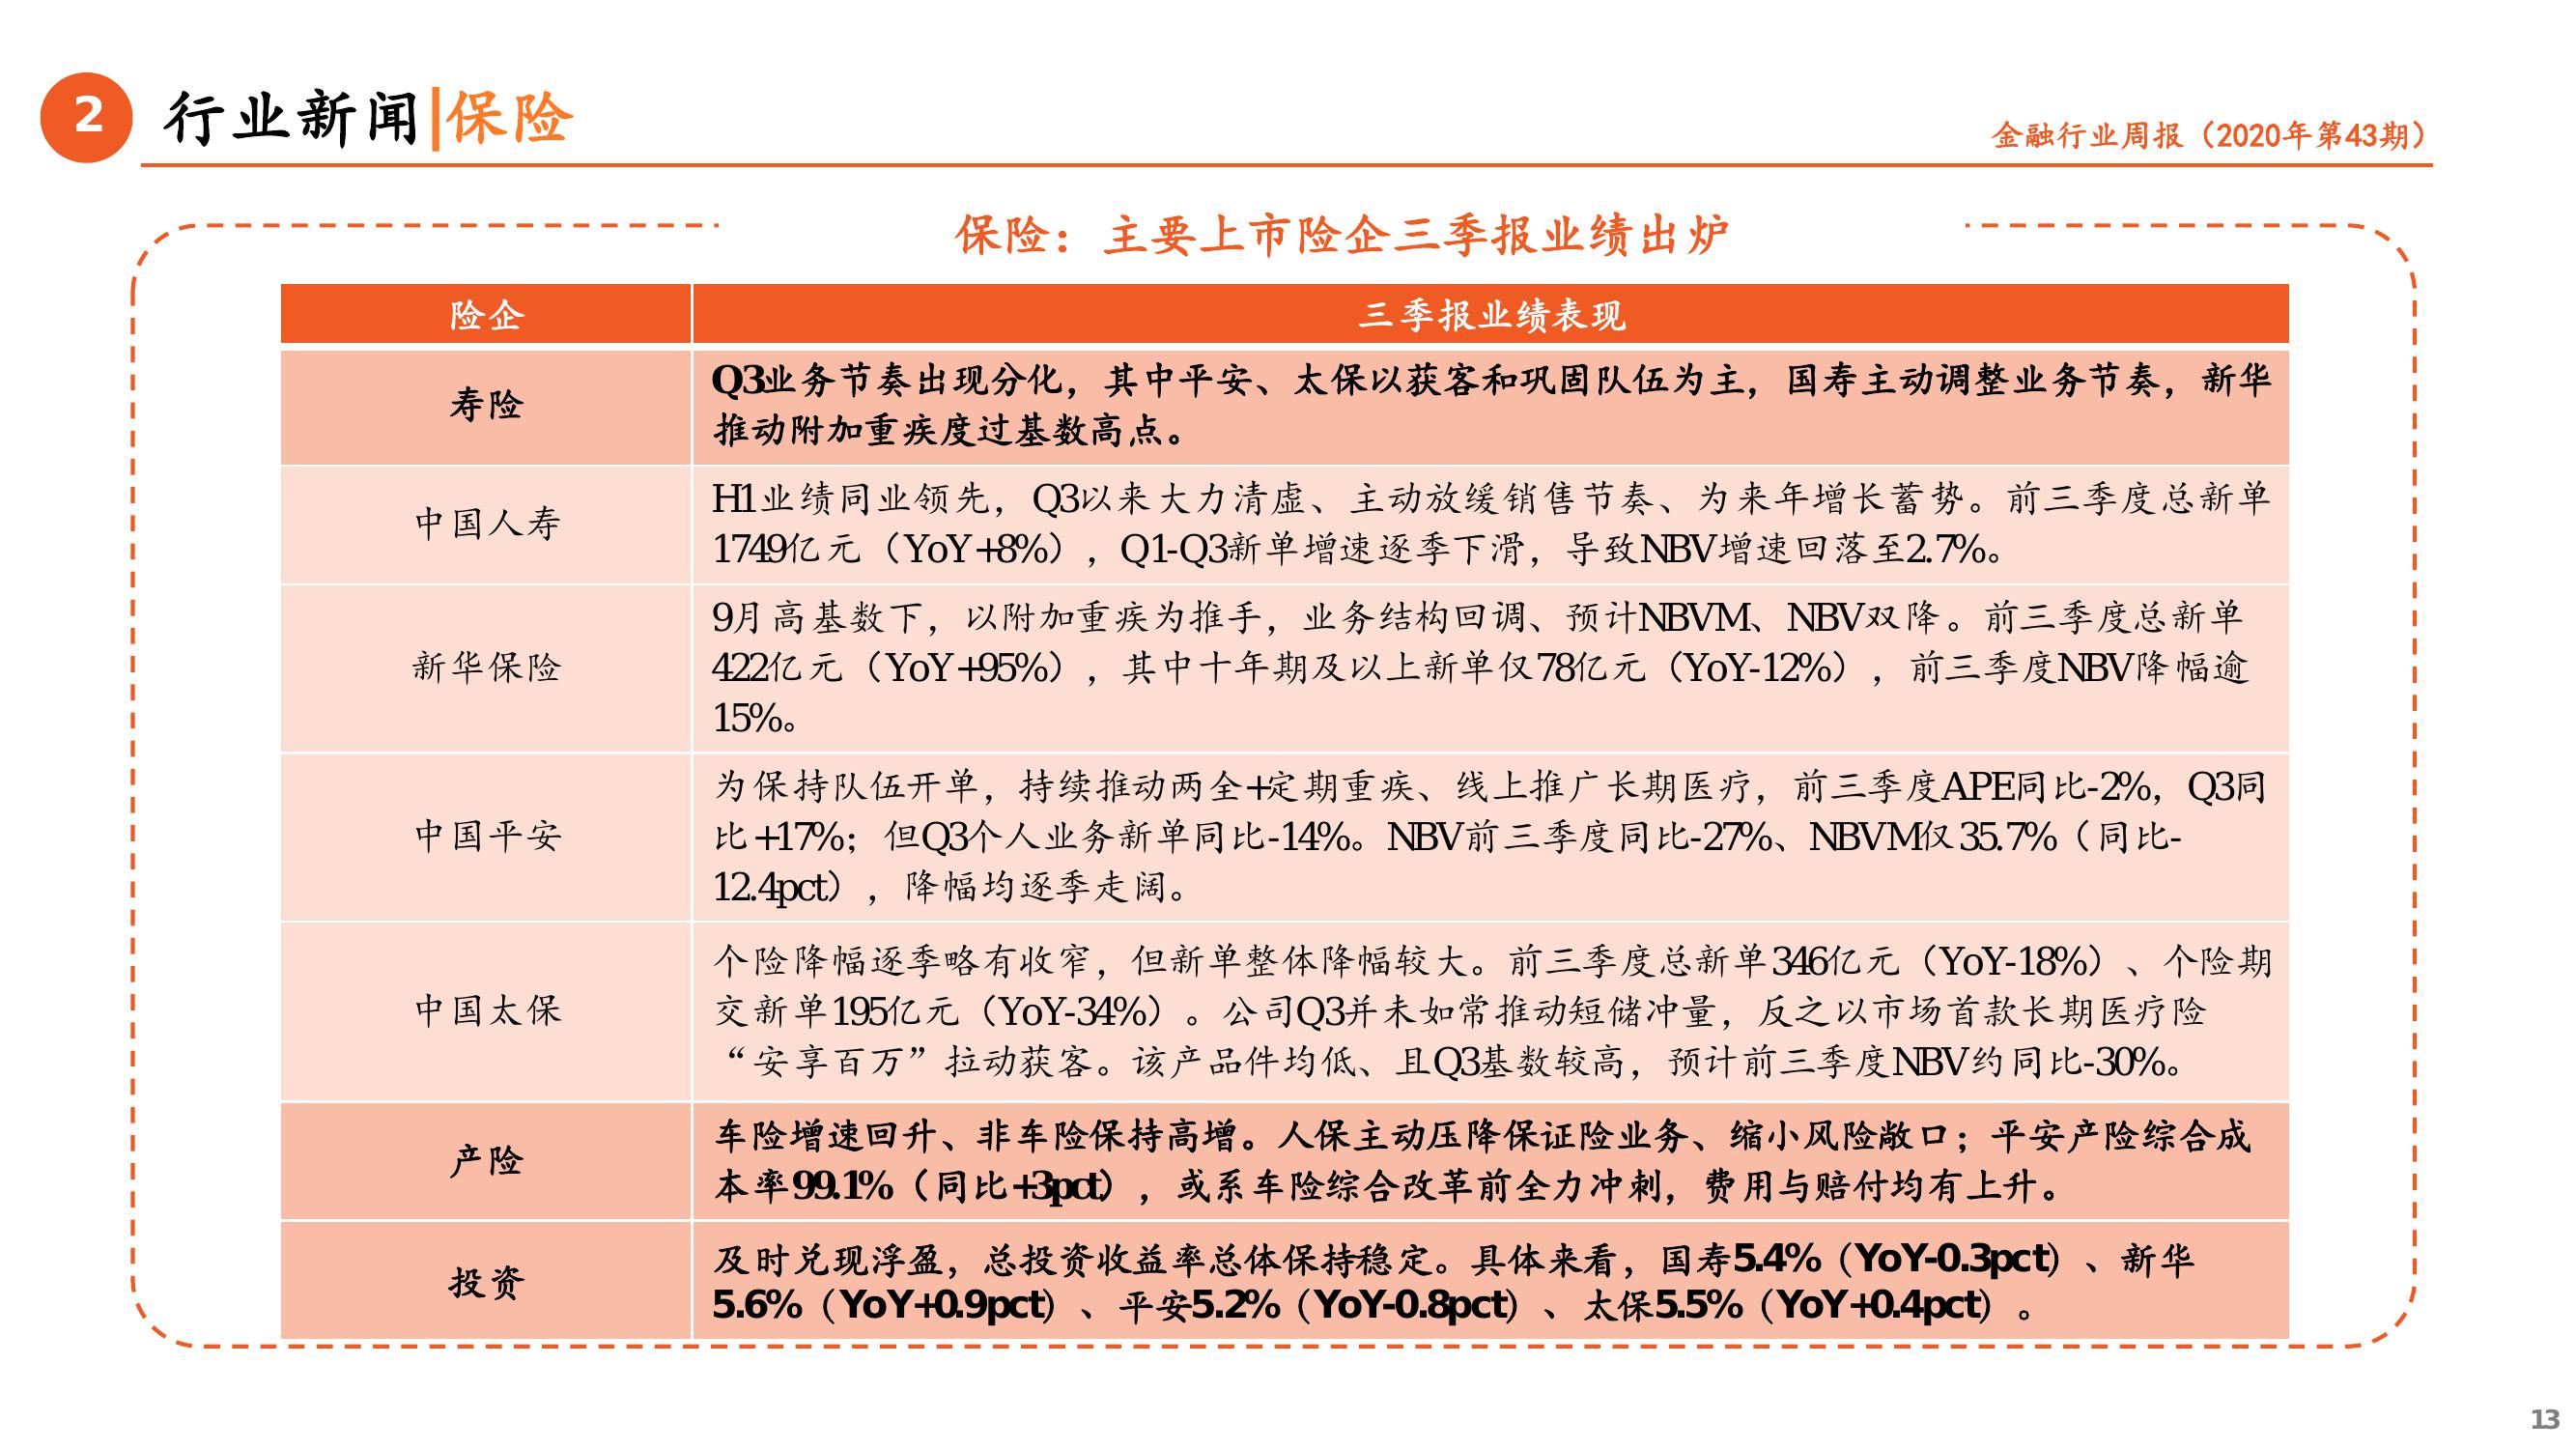 2
行业新闻|保险
金融行业周报（2020年第43期）
保险：主要上市险企三季报业绩出炉
险企
三季报业绩表现
寿险
Q3业务节奏出现分化，其中平安、太保以获客和巩固队伍为主，国寿主动调整业务节奏，新华
推动附加重疾度过基数高点。
中国人寿
H1业绩同业领先，Q3以来大力清虚、主动放缓销售节奏、为来年增长蓄势。前三季度总新单
1749亿元（YoY+8%），Q1-Q3新单增速逐季下滑，导致NBV增速回落至2.7%。
新华保险
9月高基数下，以附加重疾为推手，业务结构回调、预计NBVM、NBV双降。前三季度总新单
422亿元（YoY+95%），其中十年期及以上新单仅78亿元（YoY-12%），前三季度NBV降幅逾
15%。
中国平安
为保持队伍开单，持续推动两全+定期重疾、线上推广长期医疗，前三季度APE同比-2%，Q3同
比+17%；但Q3个人业务新单同比-14%。NBV前三季度同比-27%、NBVM仅35.7%（同比-
12.4pct），降幅均逐季走阔。
中国太保
个险降幅逐季略有收窄，但新单整体降幅较大。前三季度总新单346亿元（YoY-18%）、个险期
交新单195亿元（YoY-34%）。公司Q3并未如常推动短储冲量，反之以市场首款长期医疗险
“安享百万”拉动获客。该产品件均低、且Q3基数较高，预计前三季度NBV约同比-30%。
产险
车险增速回升、非车险保持高增。人保主动压降保证险业务、缩小风险敞口；平安产险综合成
本率99.1%（同比+3pct），或系车险综合改革前全力冲刺，费用与赔付均有上升。
投资
及时兑现浮盈，总投资收益率总体保持稳定。具体来看，国寿5.4%（YoY-0.3pct）、新华
5.6%（YoY+0.9pct）、平安5.2%（YoY-0.8pct）、太保5.5%（YoY+0.4pct）。
13